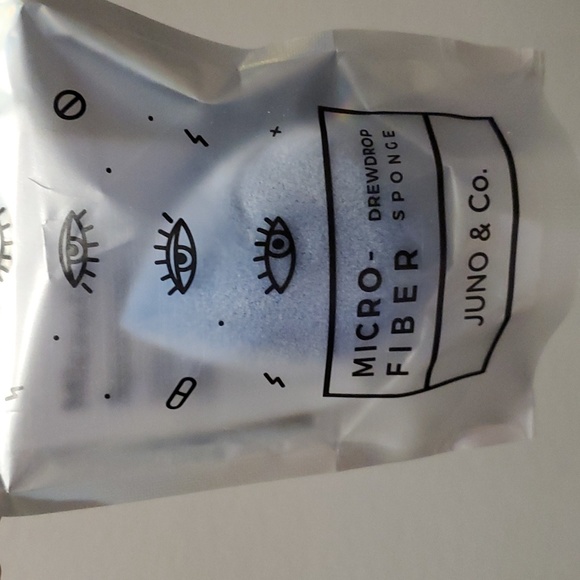 JUNO & Co.
MICRO-
FIBER
DREWDROP
SPONGE